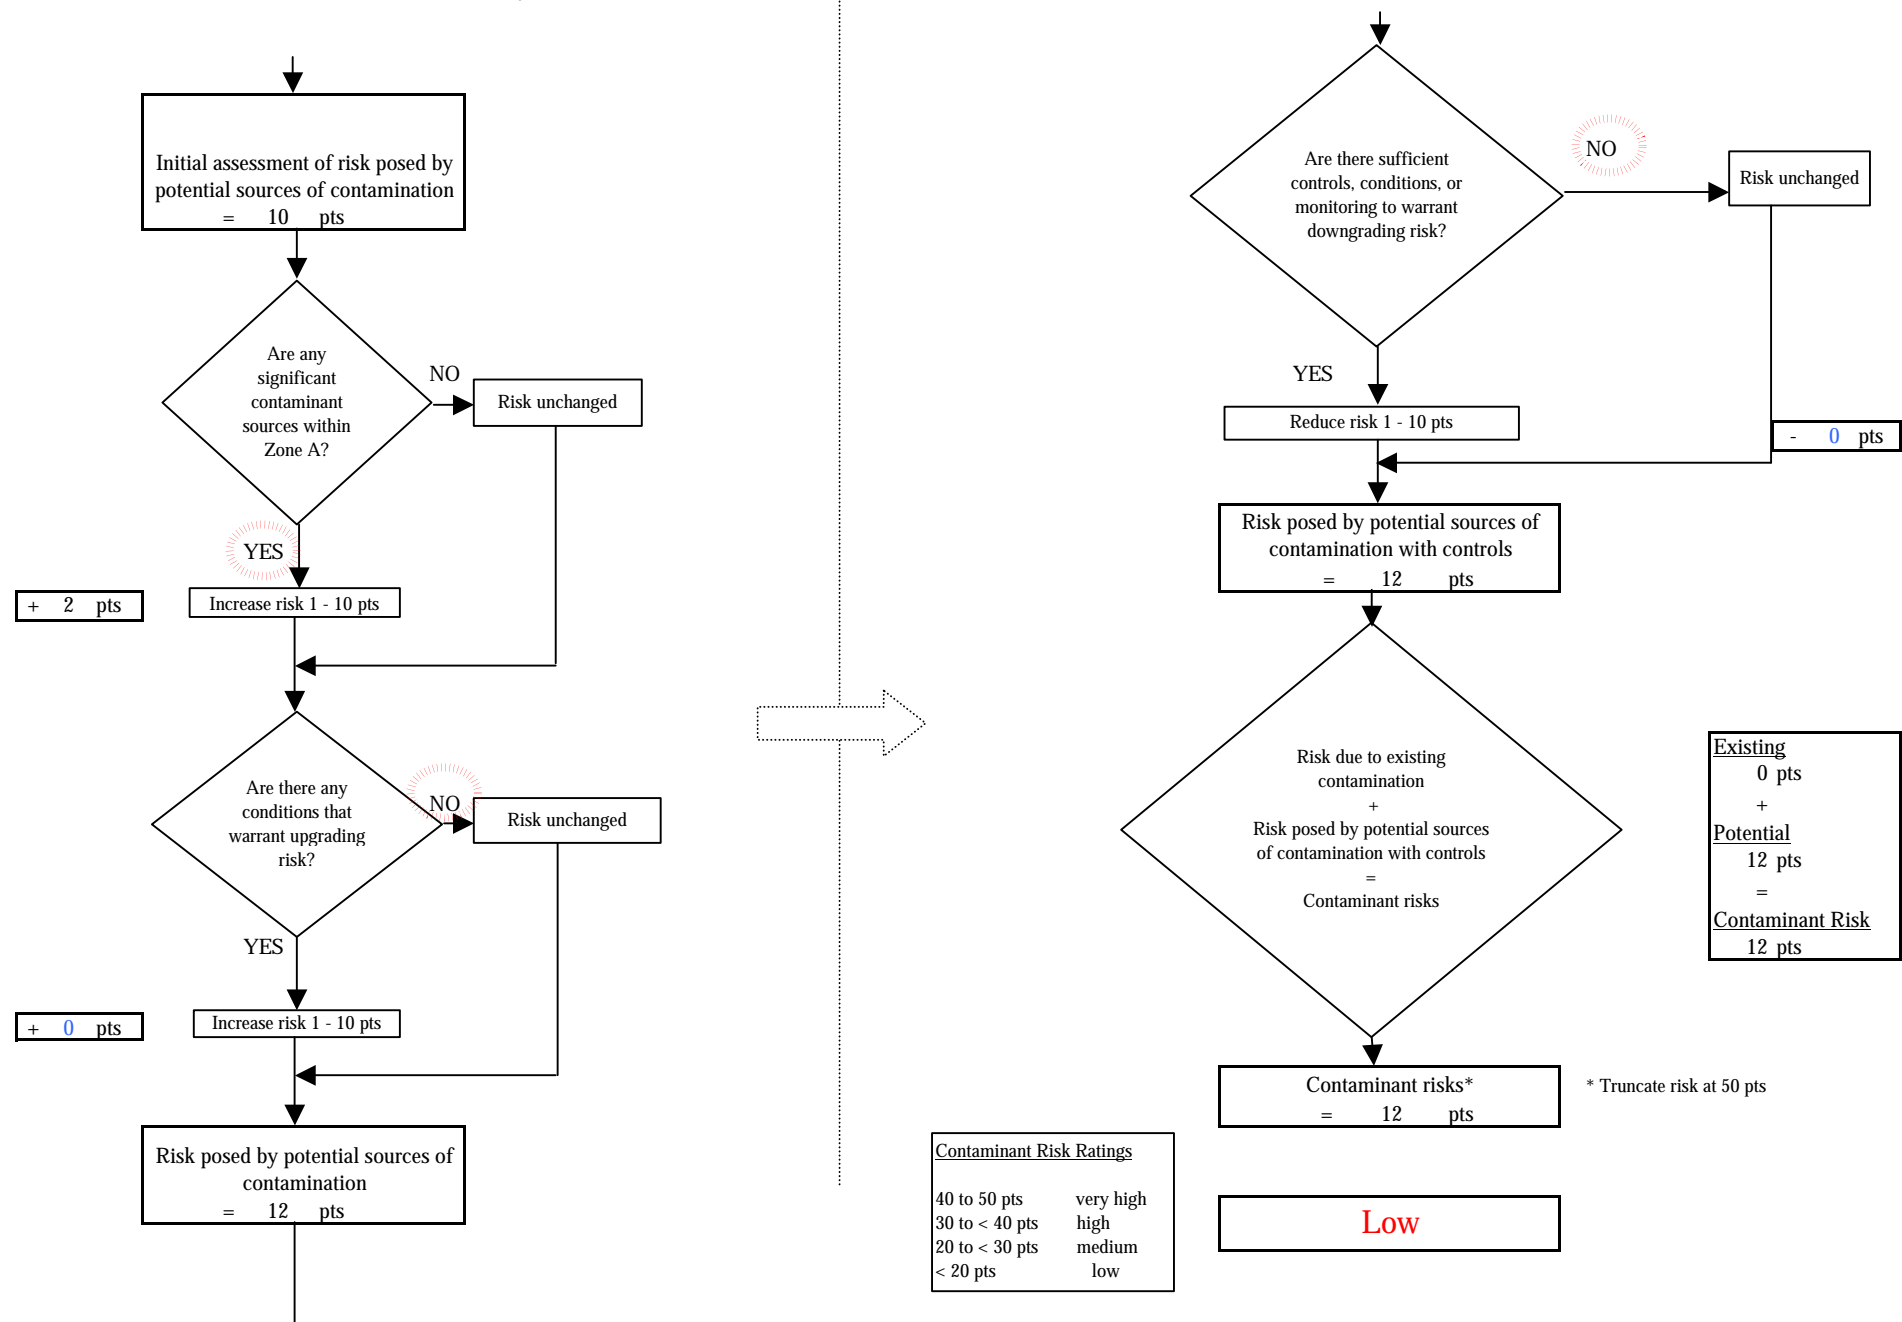 Initial assessment of risk posed by
potential sources of contamination
= 10 pts
Are any
significant
contaminant
sources within
Zone A?
NO
Risk unchanged
YES
+ 2 pts
Increase risk 1 - 10 pts
Are there any
conditions that
warrant upgrading
risk?
NO
Risk unchanged
YES
+ 0 pts
Increase risk 1 - 10 pts
Risk posed by potential sources of
contamination
= 12 pts
Are there sufficient
controls, conditions, or
monitoring to warrant
downgrading risk?
NO
Risk unchanged
YES
Reduce risk 1 - 10 pts
- 0 pts
Risk posed by potential sources of
contamination with controls
= 12 pts
Risk due to existing
contamination
+
Risk posed by potential sources
of contamination with controls
=
Contaminant risks
Existing
0 pts
+
Potential
12 pts
=
Contaminant Risk
12 pts
Contaminant risks*
= 12 pts
* Truncate risk at 50 pts
Contaminant Risk Ratings
40 to 50 pts very high
30 to < 40 pts high
20 to < 30 pts medium
< 20 pts low
Low